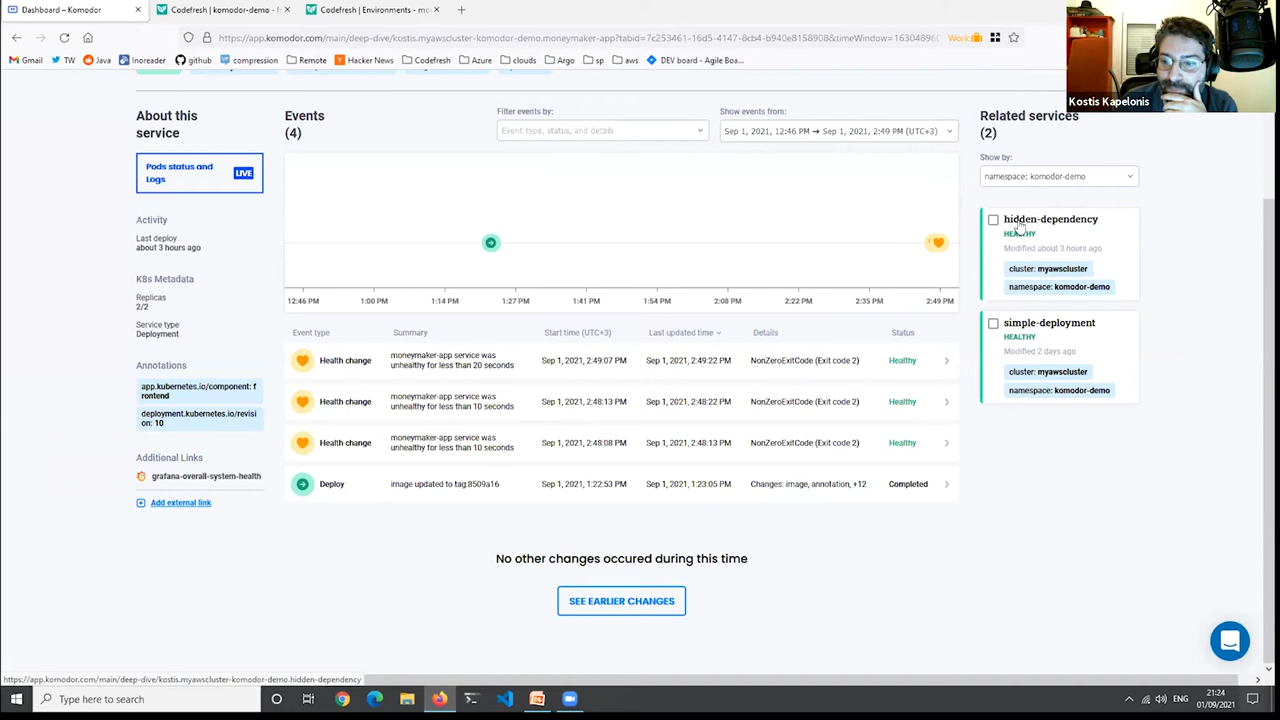 Dashboard – Komodor
Codefresh | komodor-demo - f
Codefresh | Environments - mo
https://app.komodor.com/main/deep-dive/kostis.myawscluster-komodor-demo.moneymaker-app?tabid=7c253461-16d5-4147-8cb4-b940e8158908&timeWindow=163048960
Work
Gmail
TW
Java
Inoreader
github
compression
Remote
Hacker News
Codefresh
Azure
clouds
Argo
sp
aws
DEV board - Agile Boa...
Kostis Kapelonis
About this
service
Pods status and
Logs
LIVE
Activity
Last deploy
about 3 hours ago
K8s Metadata
Replicas
2/2
Service type
Deployment
Annotations
app.kubernetes.io/component: f
rontend
deployment.kubernetes.io/revisi
on: 10
Additional Links
grafana-overall-system-health
Add external link
Events
(4)
Filter events by:
Event type, status, and details
Show events from:
Sep 1, 2021, 12:46 PM → Sep 1, 2021, 2:49 PM (UTC+3)
12:46 PM
1:00 PM
1:14 PM
1:27 PM
1:41 PM
1:54 PM
2:08 PM
2:22 PM
2:35 PM
2:49 PM
Event type Summary Start time (UTC+3) Last updated time Details Status
Health change
moneymaker-app service was
unhealthy for less than 20 seconds
Sep 1, 2021, 2:49:07 PM
Sep 1, 2021, 2:49:22 PM
NonZeroExitCode (Exit code 2)
Healthy
Health change
moneymaker-app service was
unhealthy for less than 10 seconds
Sep 1, 2021, 2:48:13 PM
Sep 1, 2021, 2:48:22 PM
NonZeroExitCode (Exit code 2)
Healthy
Health change
moneymaker-app service was
unhealthy for less than 10 seconds
Sep 1, 2021, 2:48:08 PM
Sep 1, 2021, 2:48:13 PM
NonZeroExitCode (Exit code 2)
Healthy
Deploy
image updated to tag:8509a16
Sep 1, 2021, 1:22:53 PM
Sep 1, 2021, 1:23:05 PM
Changes: image, annotation, +12
Completed
No other changes occured during this time
SEE EARLIER CHANGES
Related services
(2)
Show by:
namespace: komodor-demo
hidden-dependency
HEALTHY
Modified about 3 hours ago
cluster: myawscluster
namespace: komodor-demo
simple-deployment
HEALTHY
Modified 2 days ago
cluster: myawscluster
namespace: komodor-demo
https://app.komodor.com/main/deep-dive/kostis.myawscluster-komodor-demo.hidden-dependency
Type here to search
ENG
21:24
01/09/2021